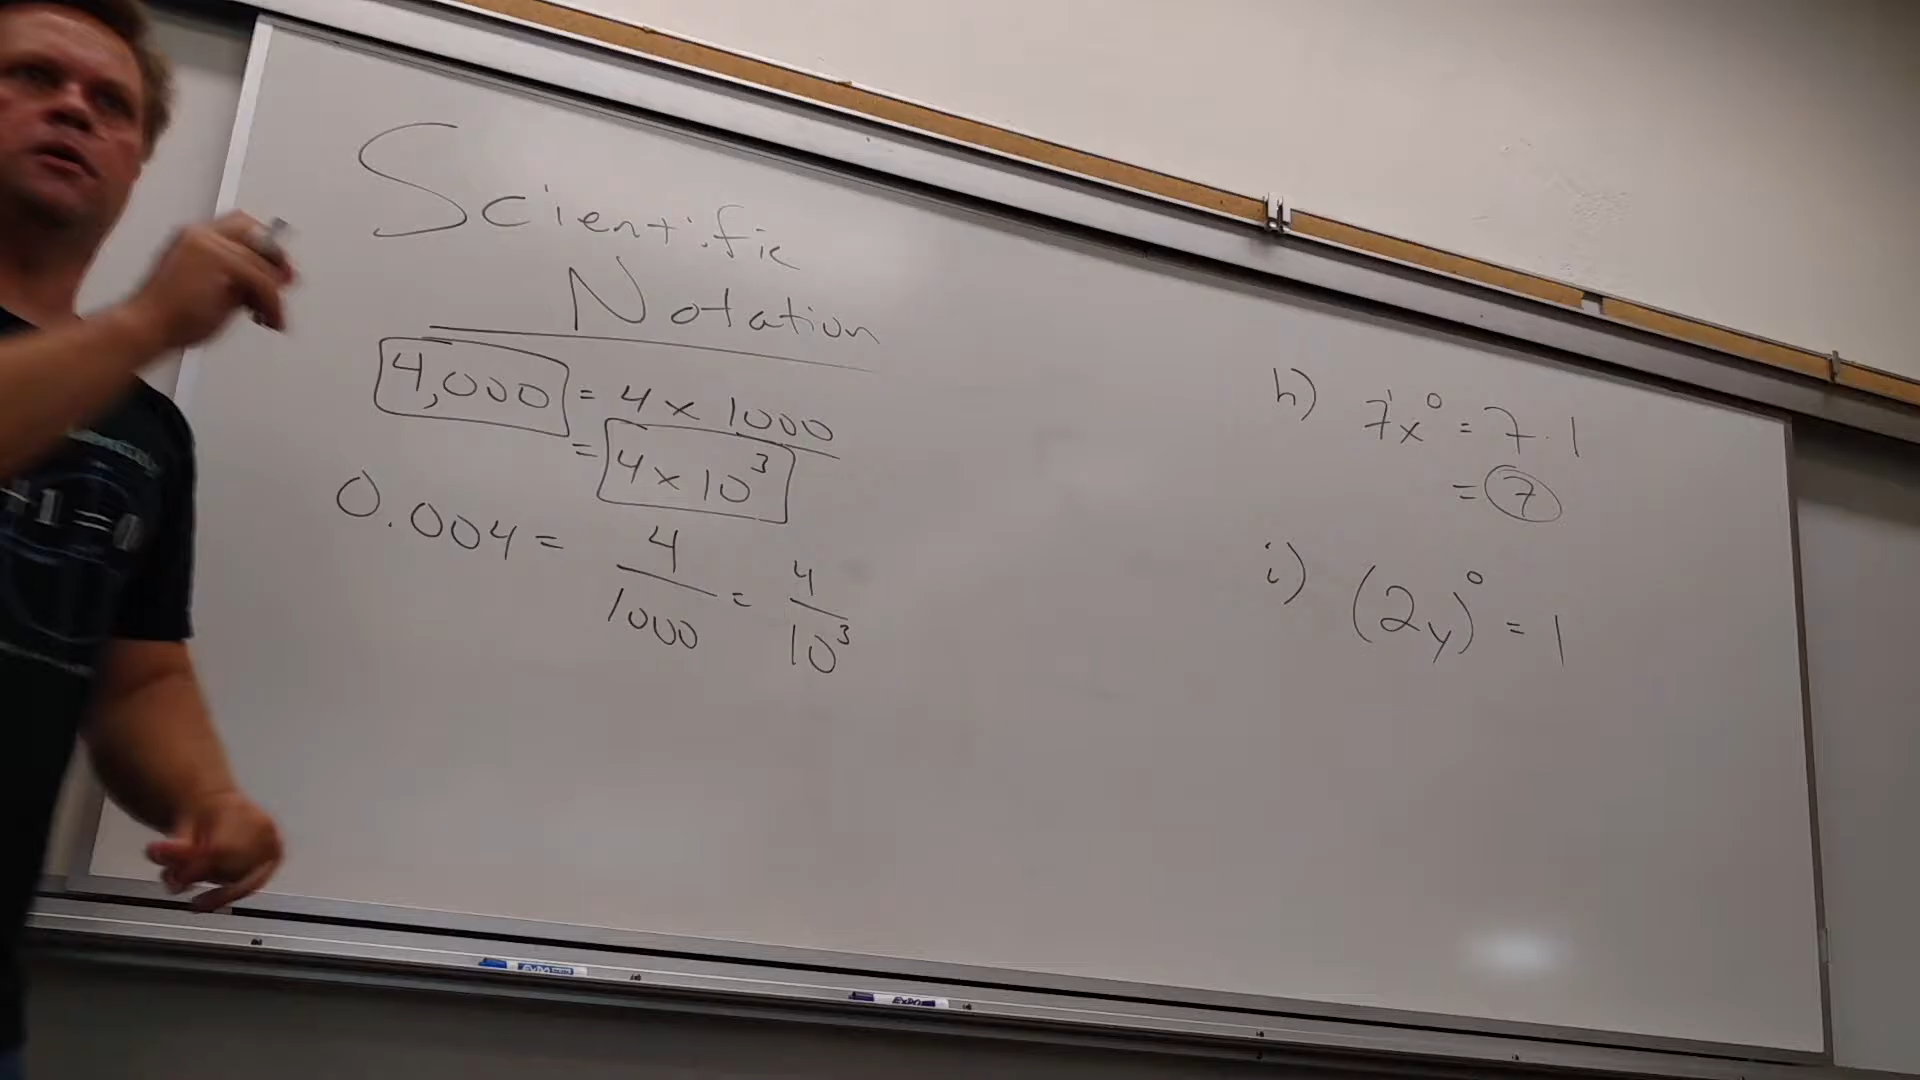 Scientific
Notation
4,000 = 4 x 1000
= 4 x 10³
0.004 = 4/1000 = 4/10³
h) 7x⁰ = 7 · 1
= 7
i) (2y)⁰ = 1
EXPO